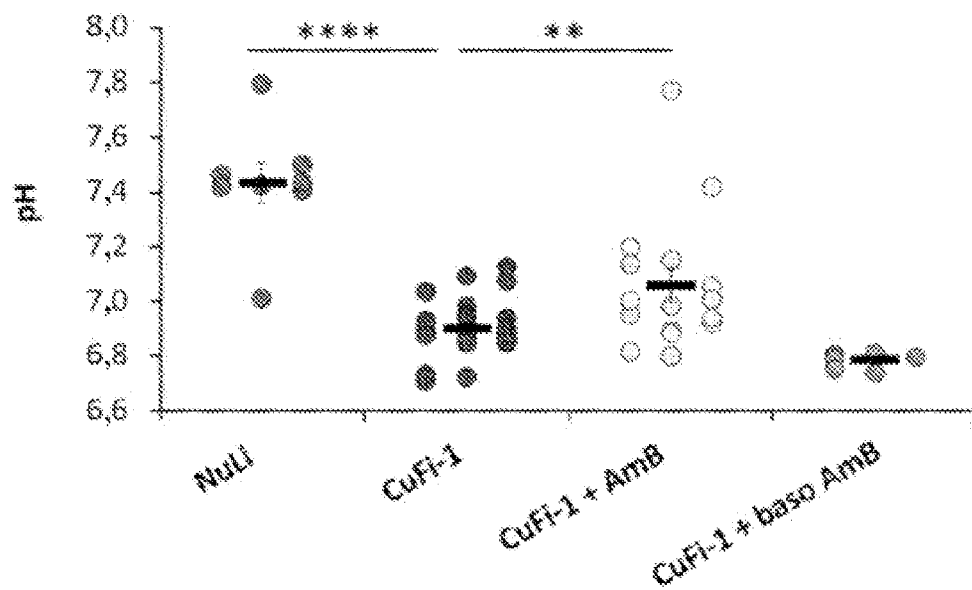 8,0
**** **
7,8
7,6
7,4
7,2
7,0
6,8
6,6
pH
NuLi
CuFi-1
CuFi-1 + AmB
CuFi-1 + baso AmB